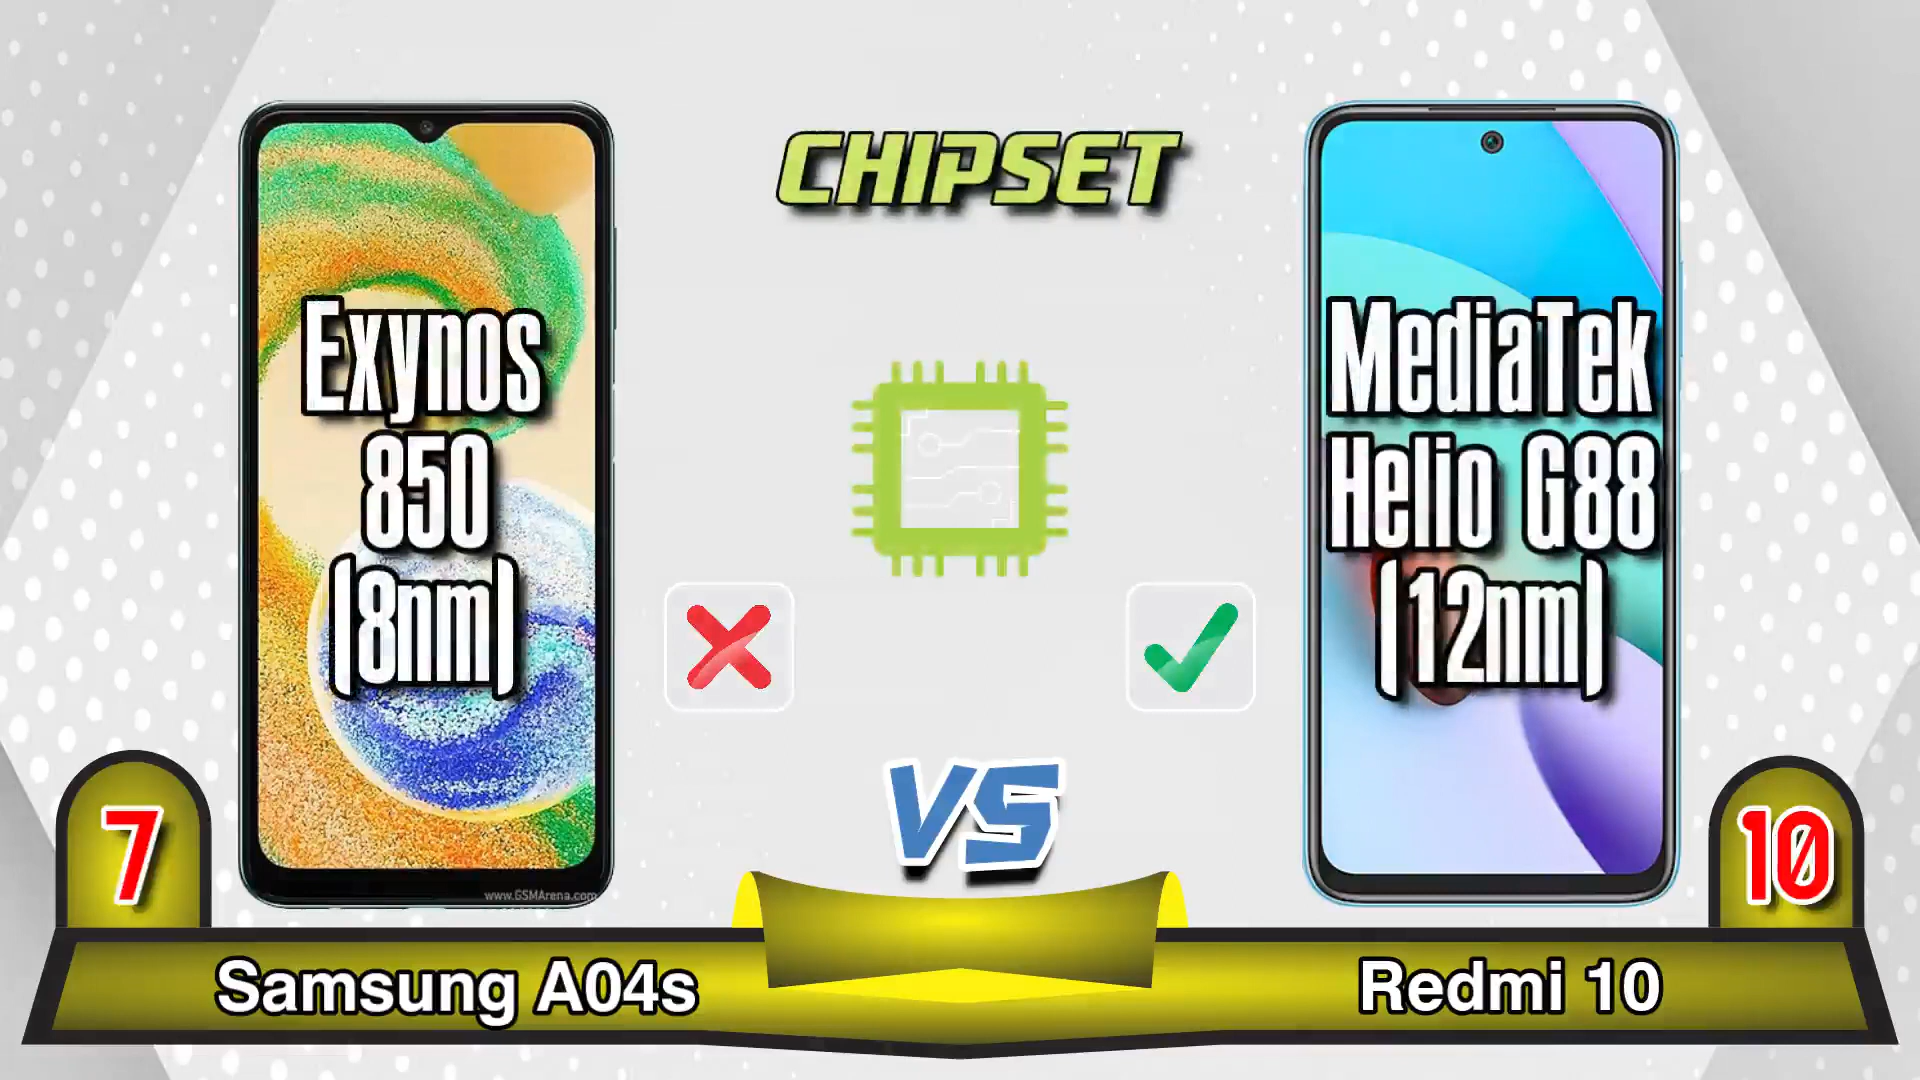 CHIPSET
Exynos
850
(8nm)
www.GSMArena.com
MediaTek
Helio G88
(12nm)
VS
7
10
Samsung A04s
Redmi 10